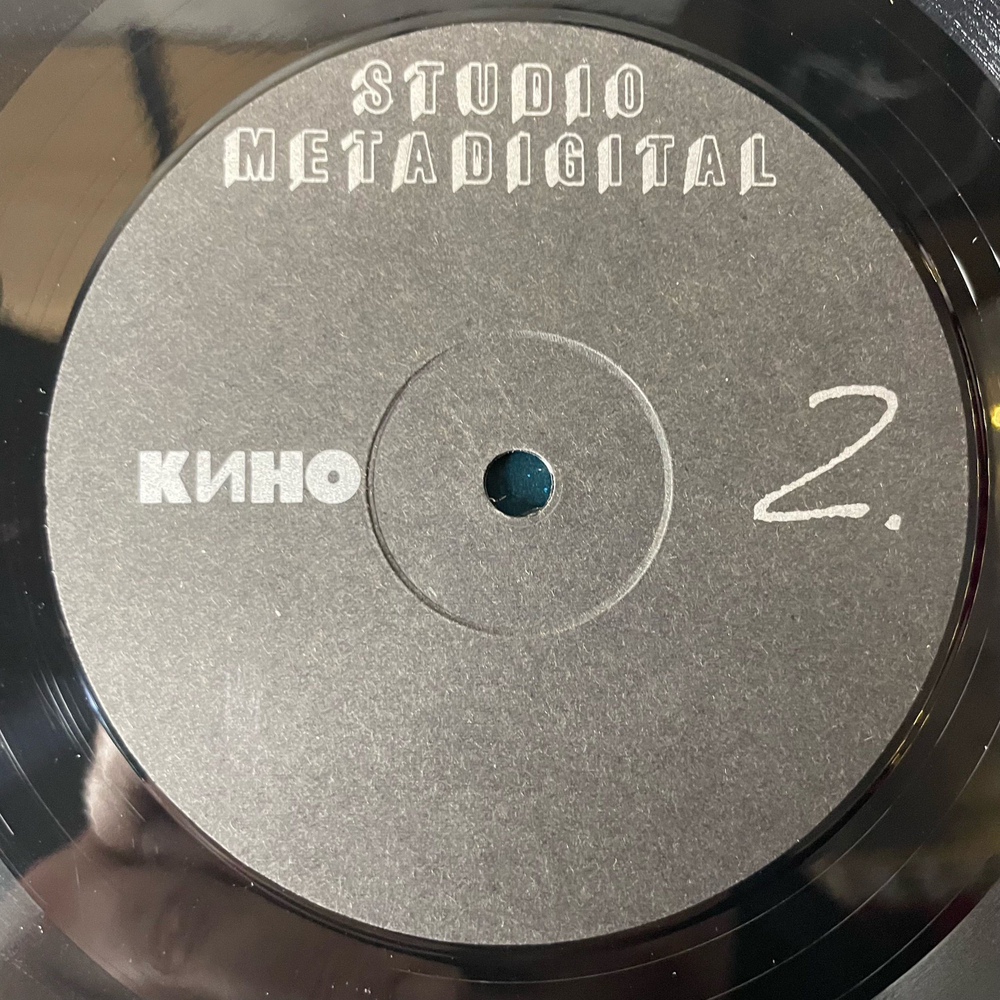 STUDIO
METADIGITAL
КИНО
2.